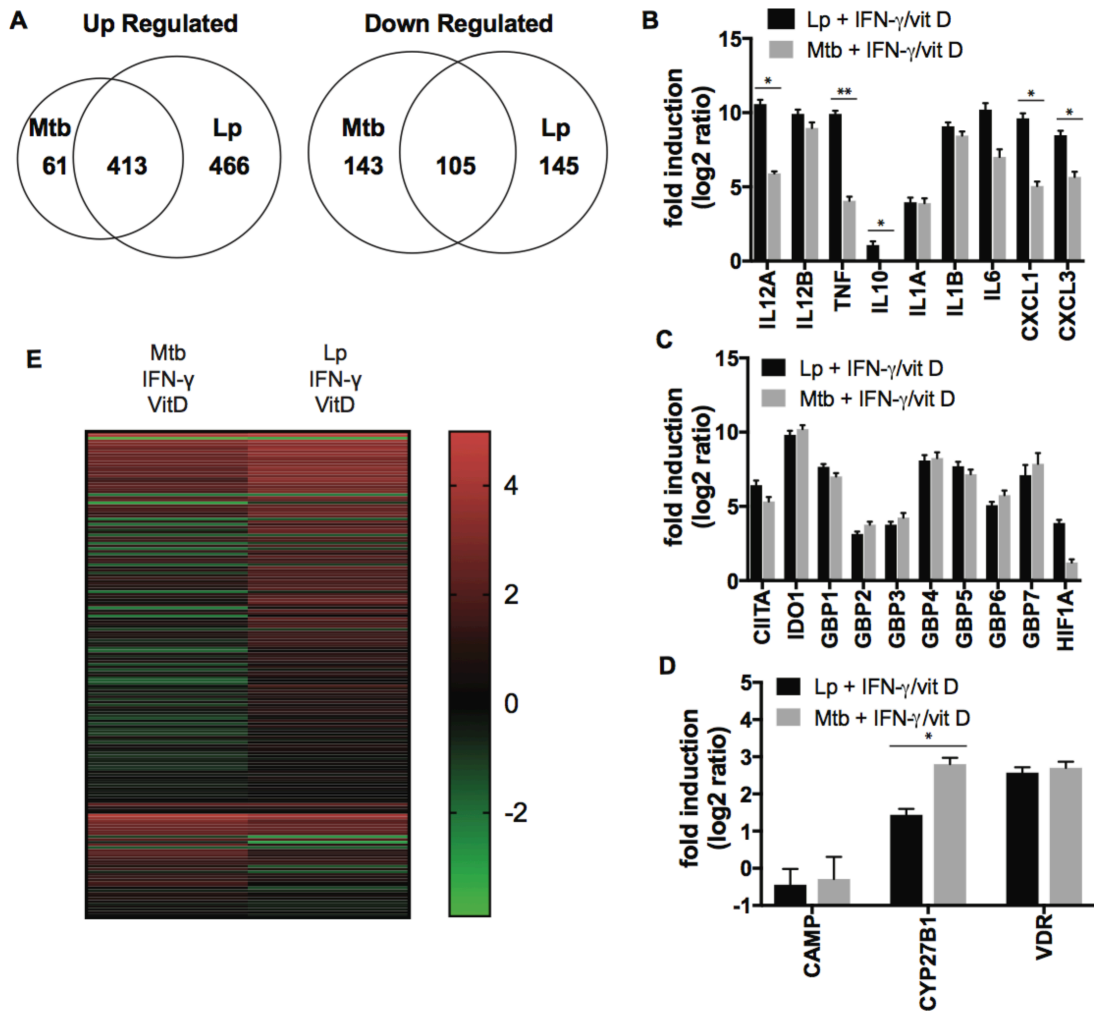 A
Up Regulated
Down Regulated
Mtb
61
413
Lp
466
Mtb
143
105
Lp
145
B
Lp + IFN-γ/vit D
Mtb + IFN-γ/vit D
fold induction
(log2 ratio)
15
10
5
0
*
**
*
*
*
IL12A
IL12B
TNF
IL10
IL1A
IL1B
IL6
CXCL1
CXCL3
C
Lp + IFN-γ/vit D
Mtb + IFN-γ/vit D
fold induction
(log2 ratio)
15
10
5
0
CIITA
IDO1
GBP1
GBP2
GBP3
GBP4
GBP5
GBP6
GBP7
HIF1A
D
Lp + IFN-γ/vit D
Mtb + IFN-γ/vit D
fold induction
(log2 ratio)
5
4
3
2
1
0
-1
*
CAMP
CYP27B1
VDR
E
Mtb
IFN-γ
VitD
Lp
IFN-γ
VitD
4
2
0
-2